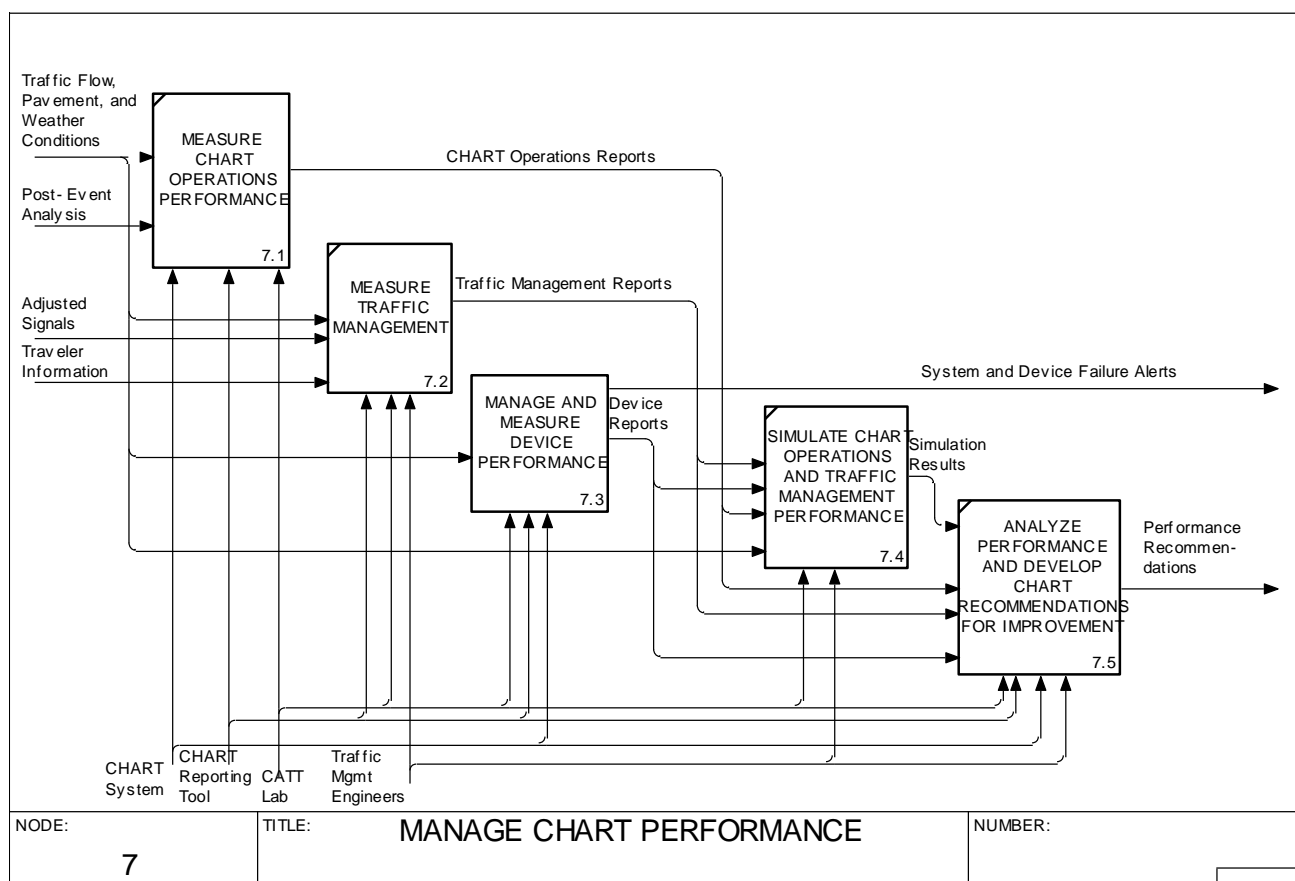 Traffic Flow,
Pavement, and
Weather
Conditions
MEASURE
CHART
OPERATIONS
PERFORMANCE
7.1
CHART Operations Reports
Post- Event
Analysis
Adjusted
Signals
Traveler
Information
MEASURE
TRAFFIC
MANAGEMENT
7.2
Traffic Management Reports
System and Device Failure Alerts
MANAGE AND
MEASURE
DEVICE
PERFORMANCE
7.3
Device
Reports
SIMULATE CHART
OPERATIONS
AND TRAFFIC
MANAGEMENT
PERFORMANCE
7.4
Simulation
Results
ANALYZE
PERFORMANCE
AND DEVELOP
CHART
RECOMMENDATIONS
FOR IMPROVEMENT
7.5
Performance
Recommen-
dations
CHART
System
CHART
Reporting
Tool
CATT
Lab
Traffic
Mgmt
Engineers
NODE:
7
TITLE:
MANAGE CHART PERFORMANCE
NUMBER: